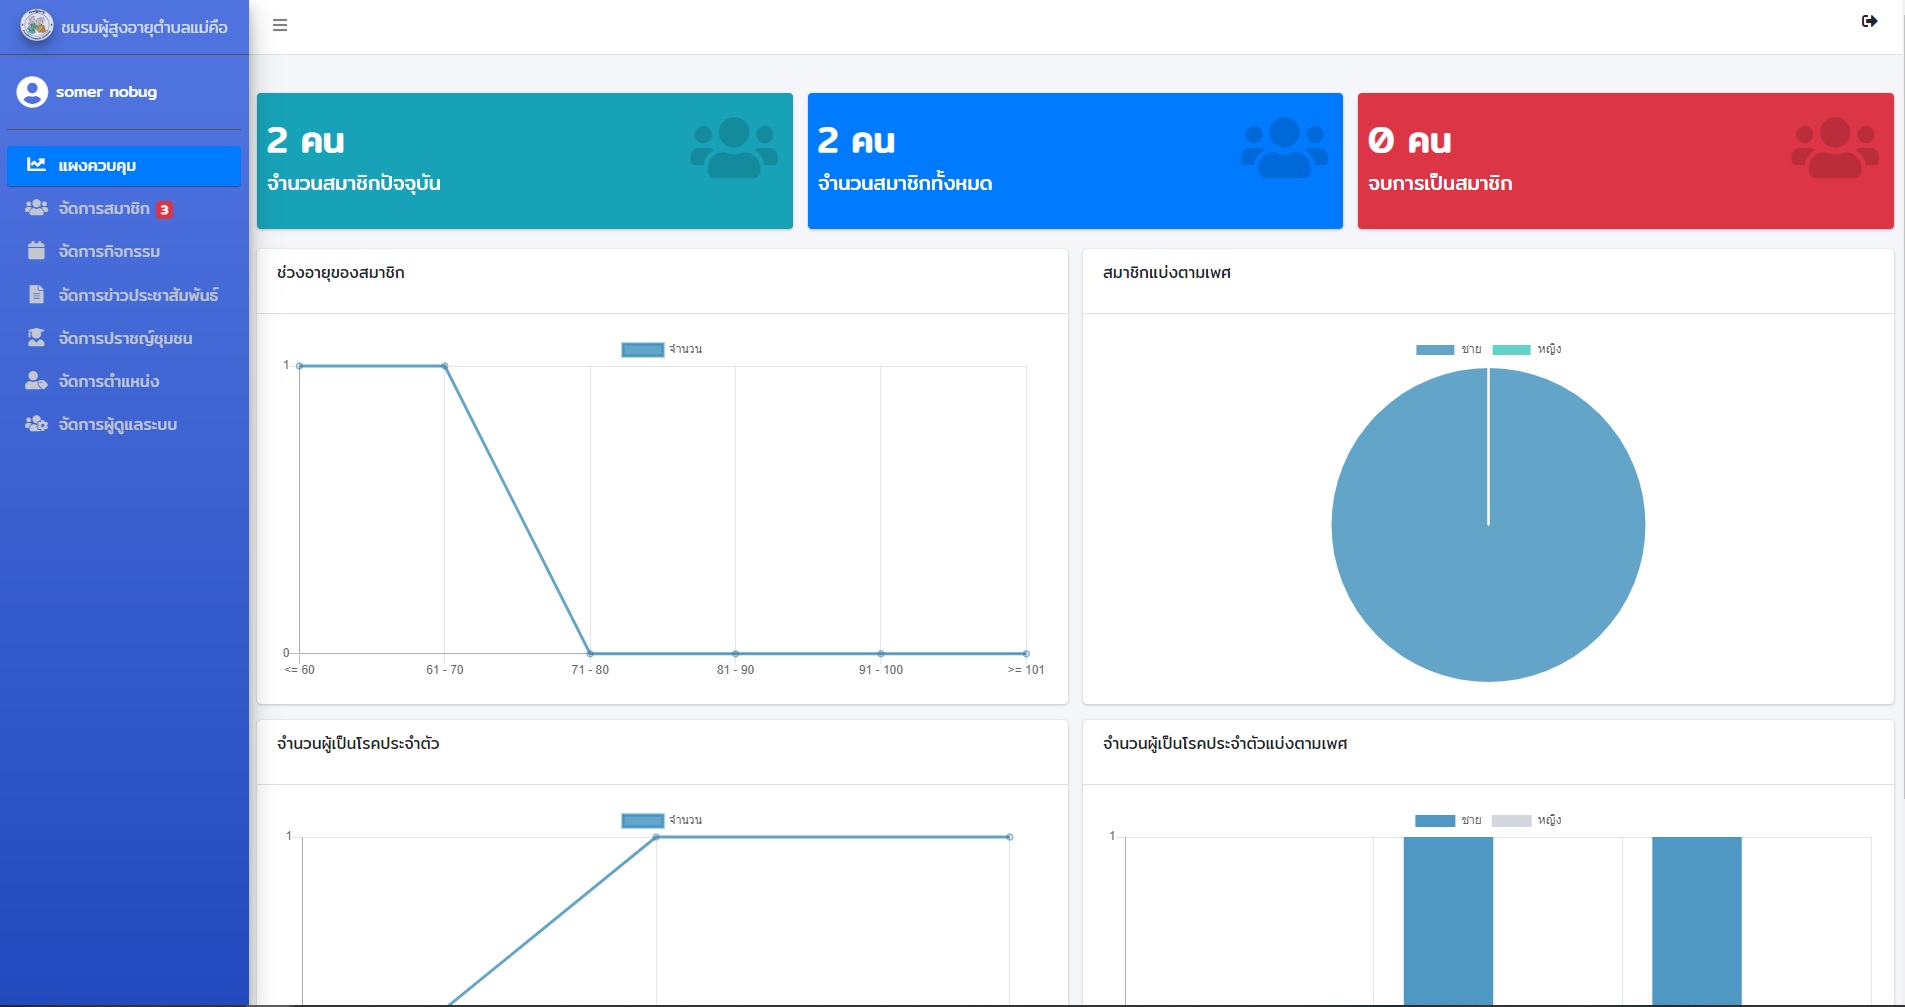 ชมรมผู้สูงอายุตำบลแม่คือ
somer nobug
แผงควบคุม
จัดการสมาชิก 3
จัดการกิจกรรม
จัดการข่าวประชาสัมพันธ์
จัดการปราชญ์ชุมชน
จัดการตำแหน่ง
จัดการผู้ดูแลระบบ
2 คน
จำนวนสมาชิกปัจจุบัน
2 คน
จำนวนสมาชิกทั้งหมด
0 คน
จบการเป็นสมาชิก
ช่วงอายุของสมาชิก
จำนวน
1
0
<= 60 61 - 70 71 - 80 81 - 90 91 - 100 >= 101
สมาชิกแบ่งตามเพศ
ชาย หญิง
จำนวนผู้เป็นโรคประจำตัว
จำนวน
1
จำนวนผู้เป็นโรคประจำตัวแบ่งตามเพศ
ชาย หญิง
1